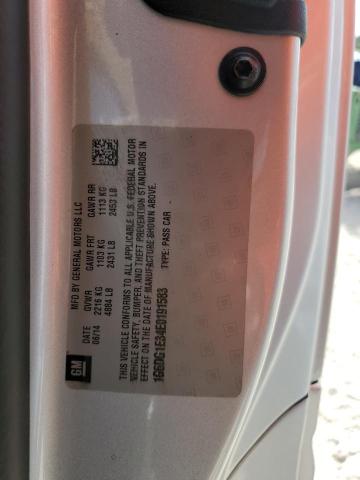 GM
MFD BY GENERAL MOTORS LLC
DATE GVWR GAWR FRT GAWR RR
06/14 2216 KG 1103 KG 1113 KG
4884 LB 2431 LB 2453 LB
THIS VEHICLE CONFORMS TO ALL APPLICABLE U.S. FEDERAL MOTOR
VEHICLE SAFETY, BUMPER, AND THEFT PREVENTION STANDARDS IN
EFFECT ON THE DATE OF MANUFACTURE SHOWN ABOVE.
1G6DG1E34E0191583 TYPE: PASS CAR